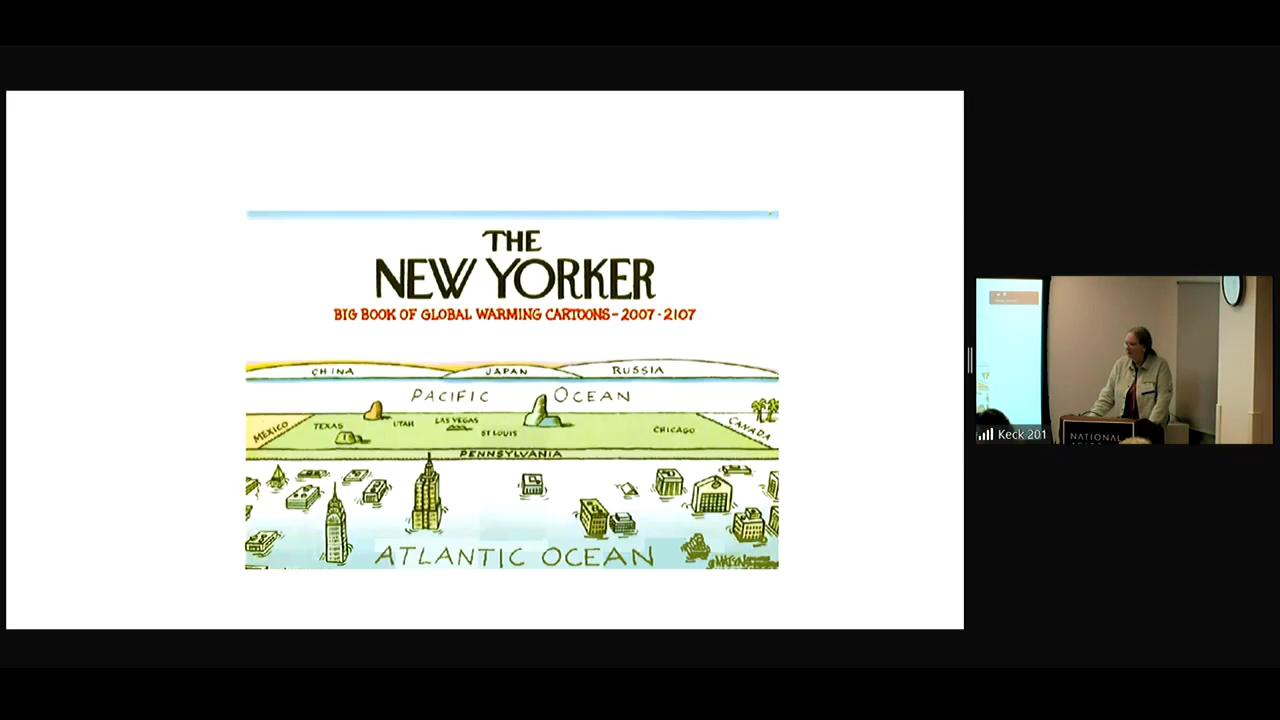 THE
NEW YORKER
BIG BOOK OF GLOBAL WARMING CARTOONS - 2007 - 2107
CHINA
JAPAN
RUSSIA
PACIFIC OCEAN
MEXICO
TEXAS
UTAH
LAS VEGAS
ST LOUIS
CHICAGO
CANADA
PENNSYLVANIA
ATLANTIC OCEAN
Keck 201
NATIONAL